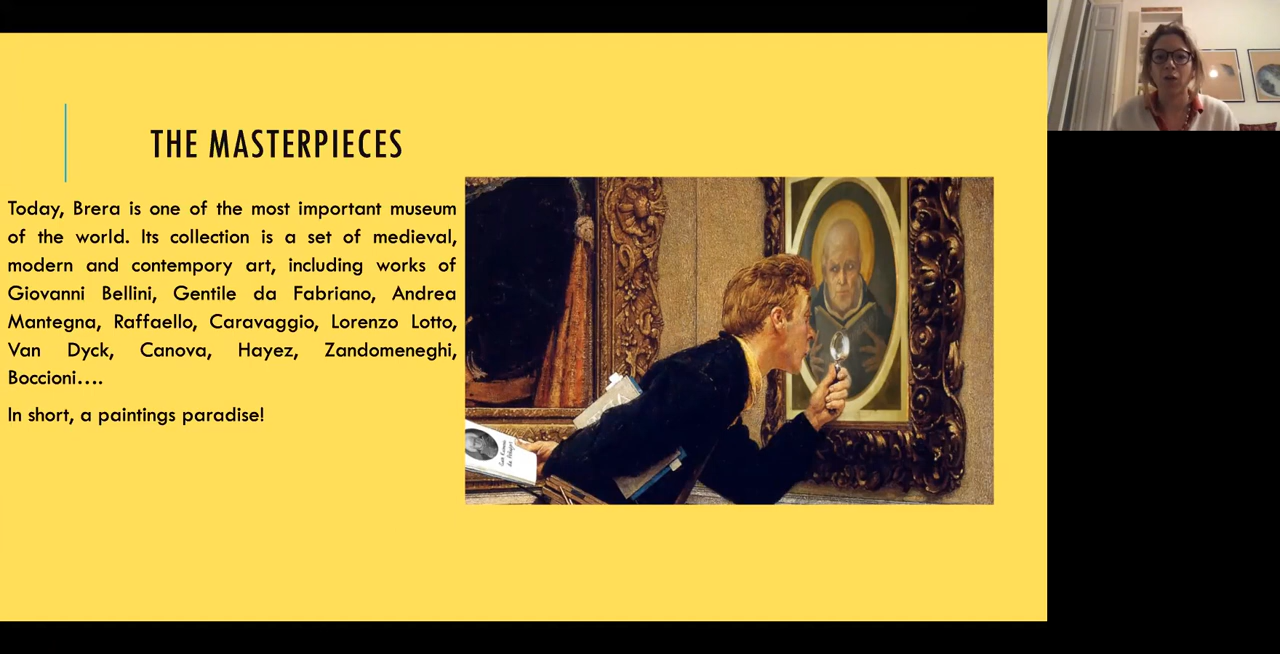 THE MASTERPIECES
Today, Brera is one of the most important museum
of the world. Its collection is a set of medieval,
modern and contempory art, including works of
Giovanni Bellini, Gentile da Fabriano, Andrea
Mantegna, Raffaello, Caravaggio, Lorenzo Lotto,
Van Dyck, Canova, Hayez, Zandomeneghi,
Boccioni....
In short, a paintings paradise!